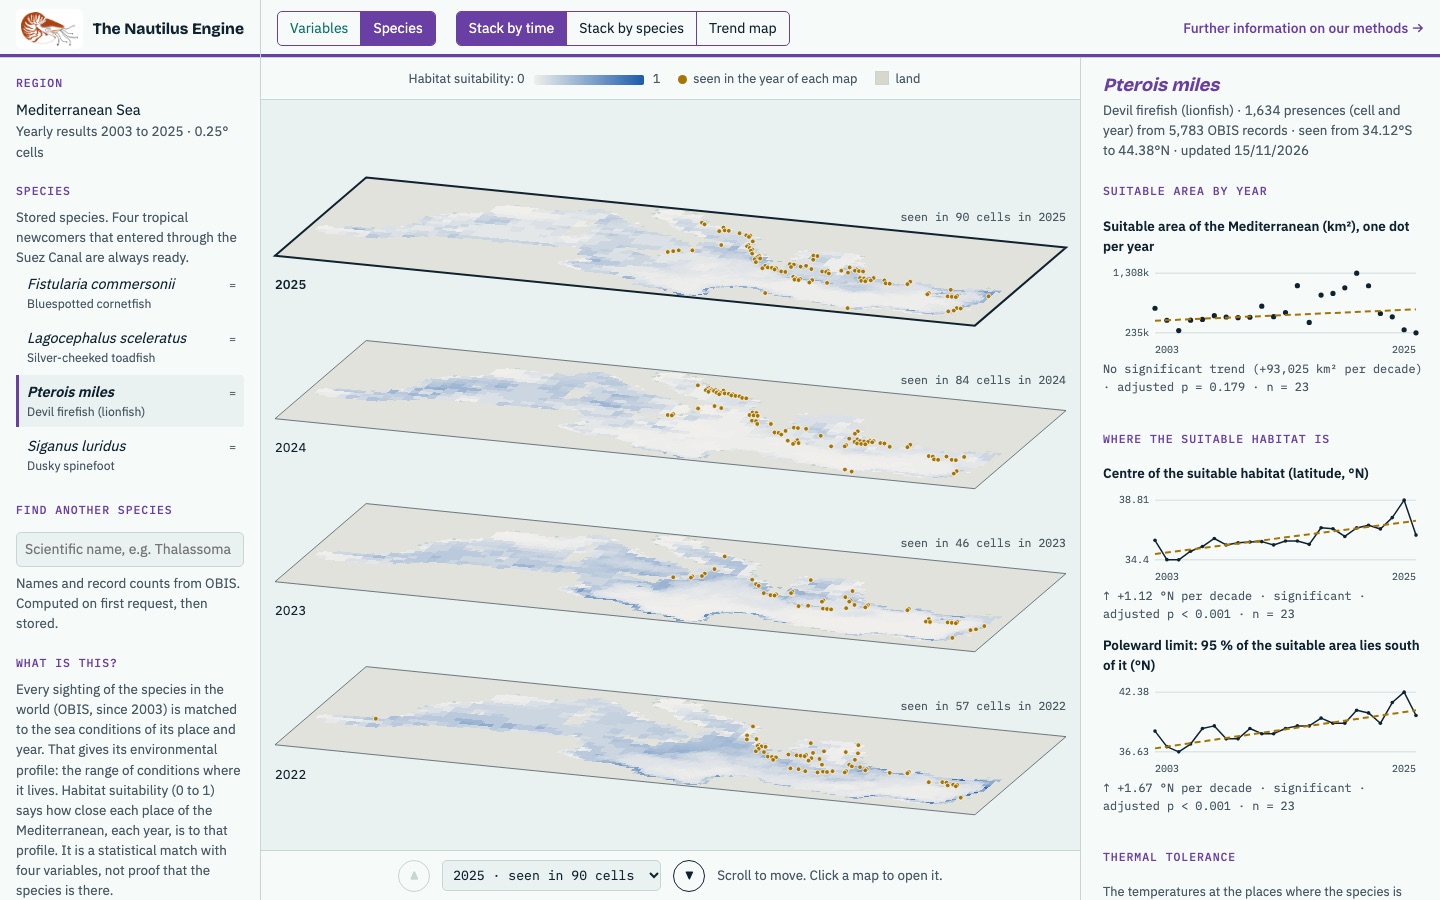 The Nautilus Engine
Variables
Species
Stack by time
Stack by species
Trend map
Further information on our methods →
REGION
Mediterranean Sea
Yearly results 2003 to 2025 · 0.25°
cells
SPECIES
Stored species. Four tropical
newcomers that entered through the
Suez Canal are always ready.
Fistularia commersonii =
Bluespotted cornetfish
Lagocephalus sceleratus =
Silver-cheeked toadfish
Pterois miles =
Devil firefish (lionfish)
Siganus luridus =
Dusky spinefoot
FIND ANOTHER SPECIES
Scientific name, e.g. Thalassoma
Names and record counts from OBIS.
Computed on first request, then
stored.
WHAT IS THIS?
Every sighting of the species in the
world (OBIS, since 2003) is matched
to the sea conditions of its place and
year. That gives its environmental
profile: the range of conditions where
it lives. Habitat suitability (0 to 1)
says how close each place of the
Mediterranean, each year, is to that
profile. It is a statistical match with
four variables, not proof that the
species is there.
Habitat suitability: 0 1 seen in the year of each map land
seen in 90 cells in 2025
2025
seen in 84 cells in 2024
2024
seen in 46 cells in 2023
2023
seen in 57 cells in 2022
2022
▲ 2025 · seen in 90 cells ▼ Scroll to move. Click a map to open it.
Pterois miles
Devil firefish (lionfish) · 1,634 presences (cell and
year) from 5,783 OBIS records · seen from 34.12°S
to 44.38°N · updated 15/11/2026
SUITABLE AREA BY YEAR
Suitable area of the Mediterranean (km²), one dot
per year
1,308k
235k
2003 2025
No significant trend (+93,025 km² per decade)
· adjusted p = 0.179 · n = 23
WHERE THE SUITABLE HABITAT IS
Centre of the suitable habitat (latitude, °N)
38.81
34.4
2003 2025
↑ +1.12 °N per decade · significant ·
adjusted p < 0.001 · n = 23
Poleward limit: 95 % of the suitable area lies south
of it (°N)
42.38
36.63
2003 2025
↑ +1.67 °N per decade · significant ·
adjusted p < 0.001 · n = 23
THERMAL TOLERANCE
The temperatures at the places where the species is